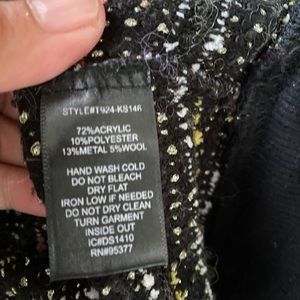 STYLE#T924-KS146
72%ACRYLIC
10%POLYESTER
13%METAL 5%WOOL
HAND WASH COLD
DO NOT BLEACH
DRY FLAT
IRON LOW IF NEEDED
DO NOT DRY CLEAN
TURN GARMENT
INSIDE OUT
IC#DS1410
RN#95377